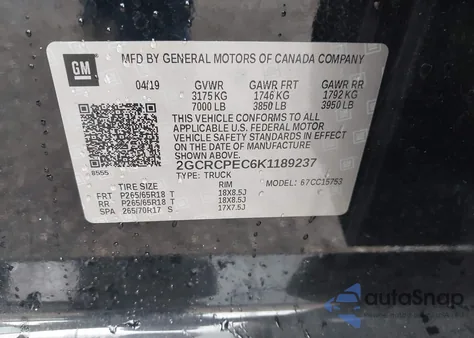 GM
MFD BY GENERAL MOTORS OF CANADA COMPANY
04/19 GVWR GAWR FRT GAWR RR
3175 KG 1746 KG 1792 KG
7000 LB 3850 LB 3950 LB
THIS VEHICLE CONFORMS TO ALL
APPLICABLE U.S. FEDERAL MOTOR
VEHICLE SAFETY STANDARDS IN EFFECT
ON THE DATE OF MANUFACTURE
SHOWN ABOVE.
2GCRCPEC6K1189237
8555 TYPE: TRUCK MODEL: 67CC15753
TIRE SIZE RIM
FRT P265/65R18 T 18X8.5J
RR P265/65R18 T 18X8.5J
SPA 265/70R17 S 17X7.5J
autoSnap